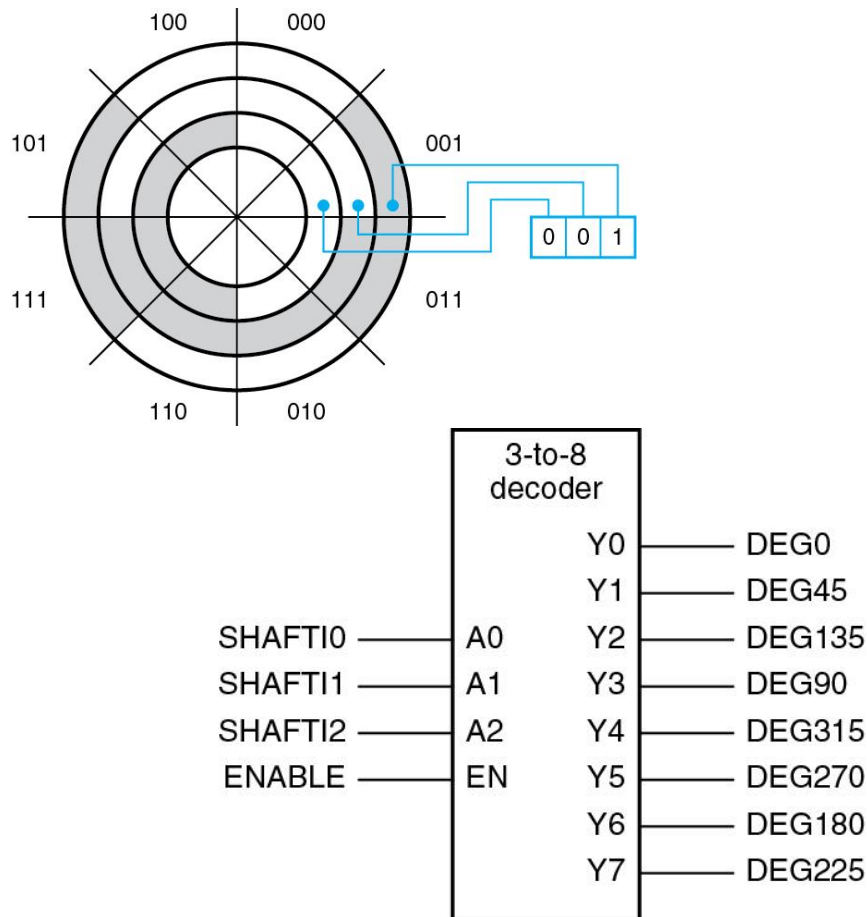 100 000
101 001
0 0 1
111 011
110 010
3-to-8
decoder
Y0 DEG0
Y1 DEG45
SHAFTI0 A0 Y2 DEG135
SHAFTI1 A1 Y3 DEG90
SHAFTI2 A2 Y4 DEG315
ENABLE EN Y5 DEG270
Y6 DEG180
Y7 DEG225